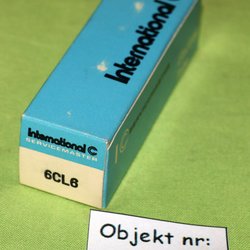 International
International C
SERVICEMASTER
6CL6
Objekt nr: